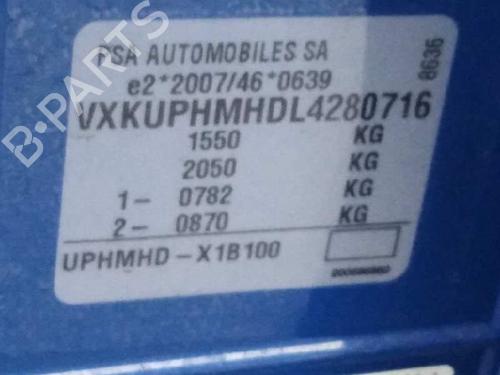 PSA AUTOMOBILES SA
e2*2007/46*0639
8636
VXKUPHMHDL4280716
1550 KG
2050 KG
1- 0782 KG
2- 0870 KG
UPHMHD-X1B100
B-PARTS